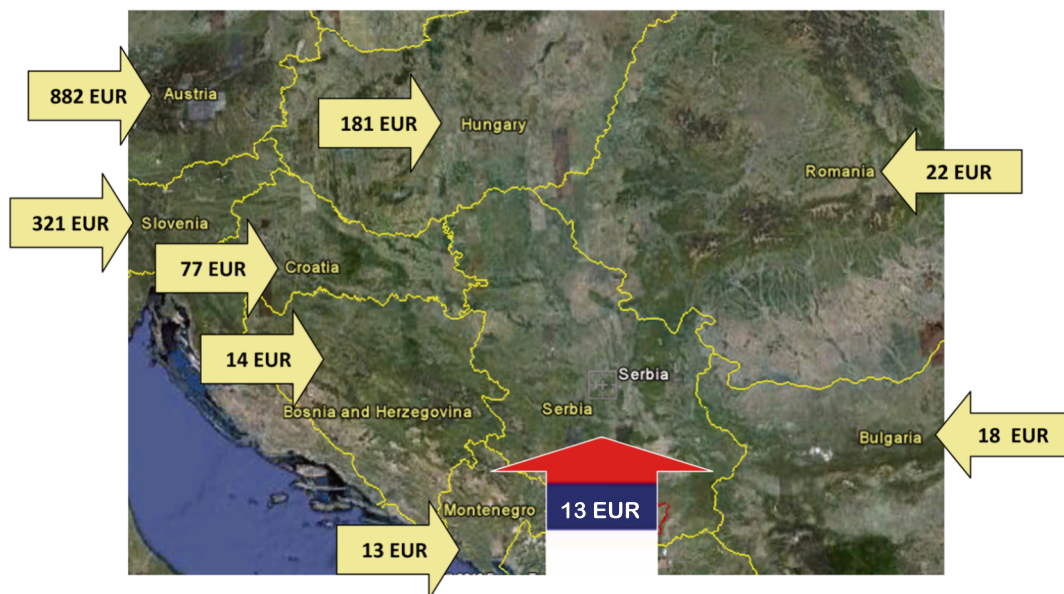 882 EUR
Austria
181 EUR
Hungary
Romania
22 EUR
321 EUR
Slovenia
77 EUR
Croatia
14 EUR
Serbia
Bosnia and Herzegovina
Serbia
Bulgaria
18 EUR
Montenegro
13 EUR
13 EUR